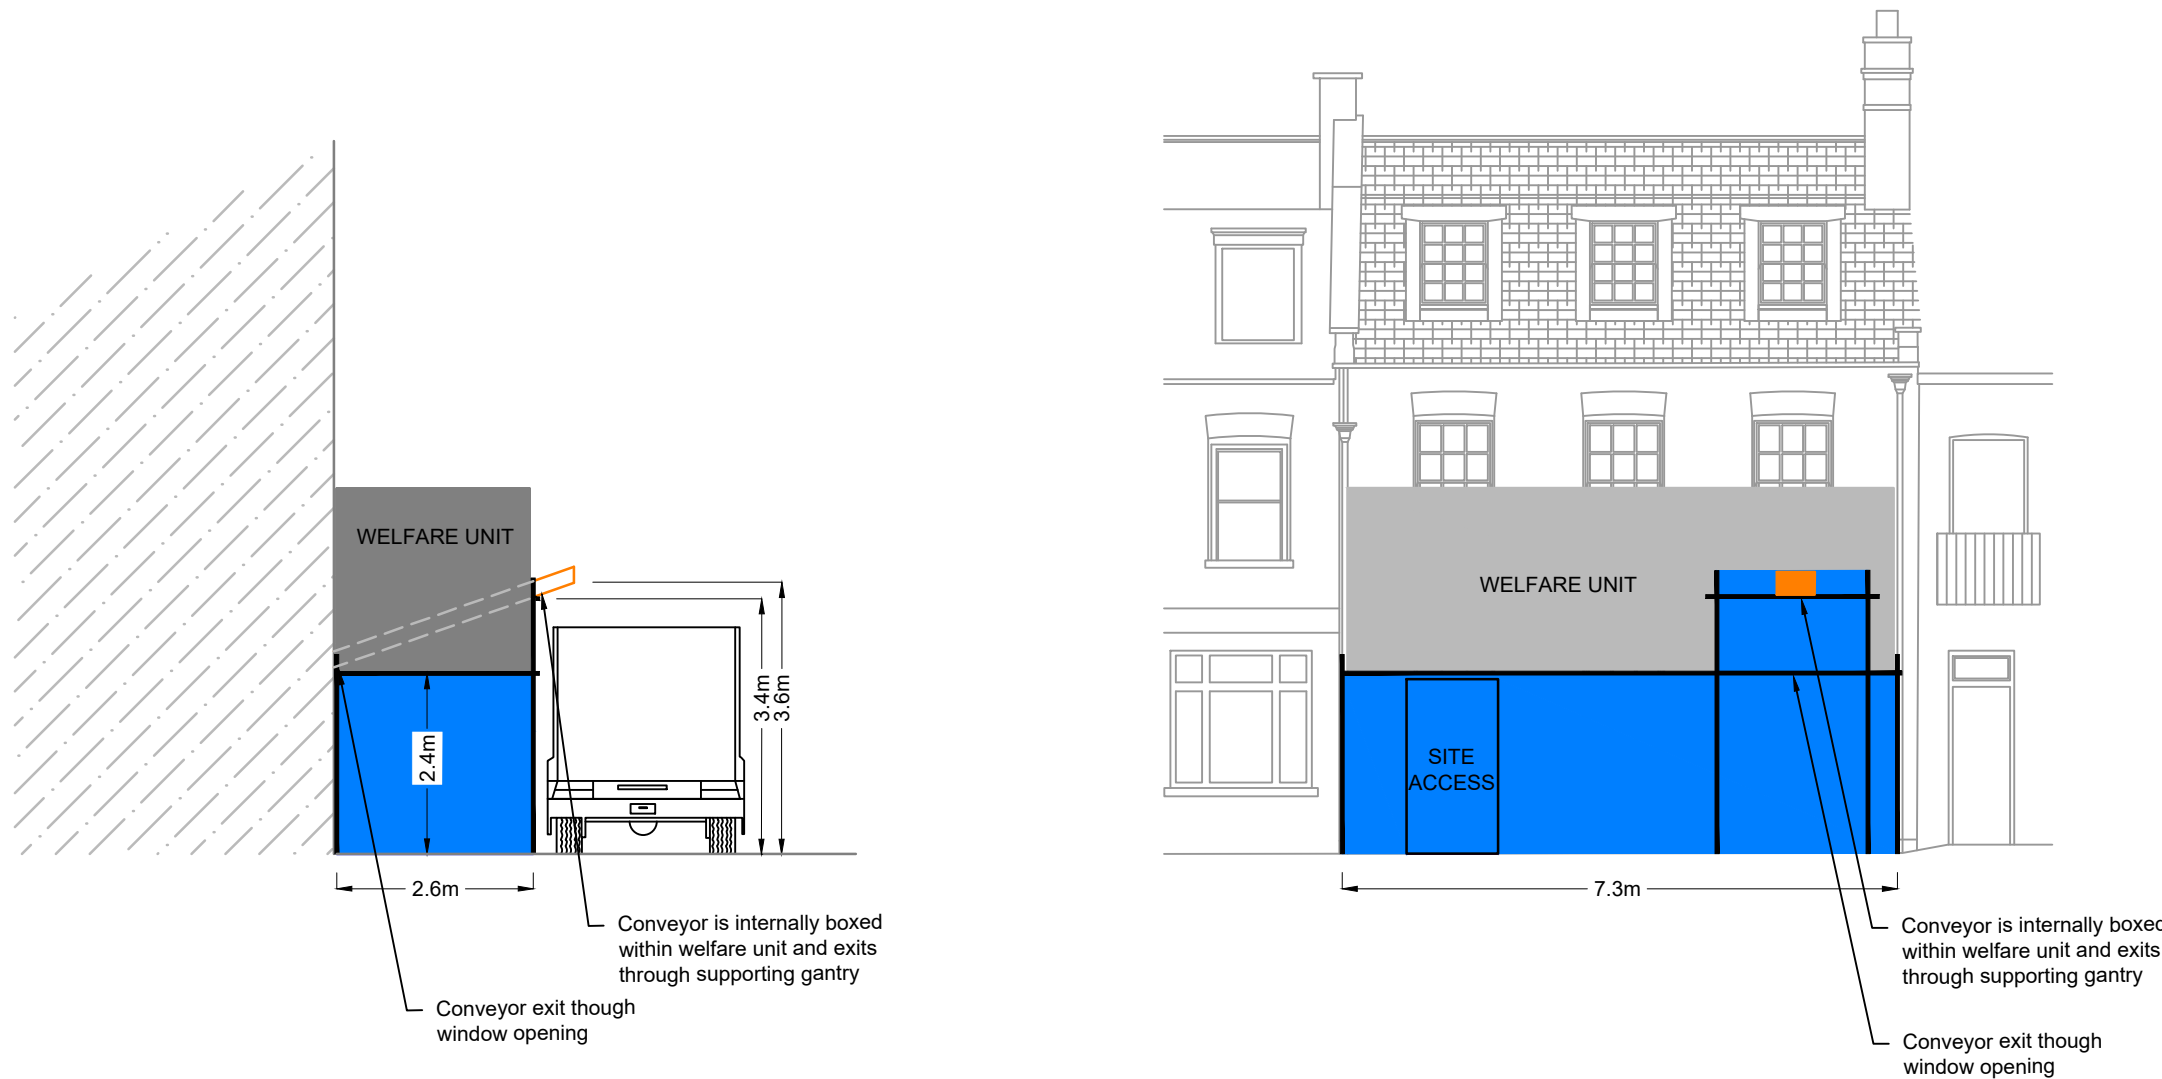 WELFARE UNIT
2.4m
3.4m
3.6m
2.6m
Conveyor is internally boxed
within welfare unit and exits
through supporting gantry
Conveyor exit though
window opening
WELFARE UNIT
SITE
ACCESS
7.3m
Conveyor is internally boxed
within welfare unit and exits
through supporting gantry
Conveyor exit though
window opening